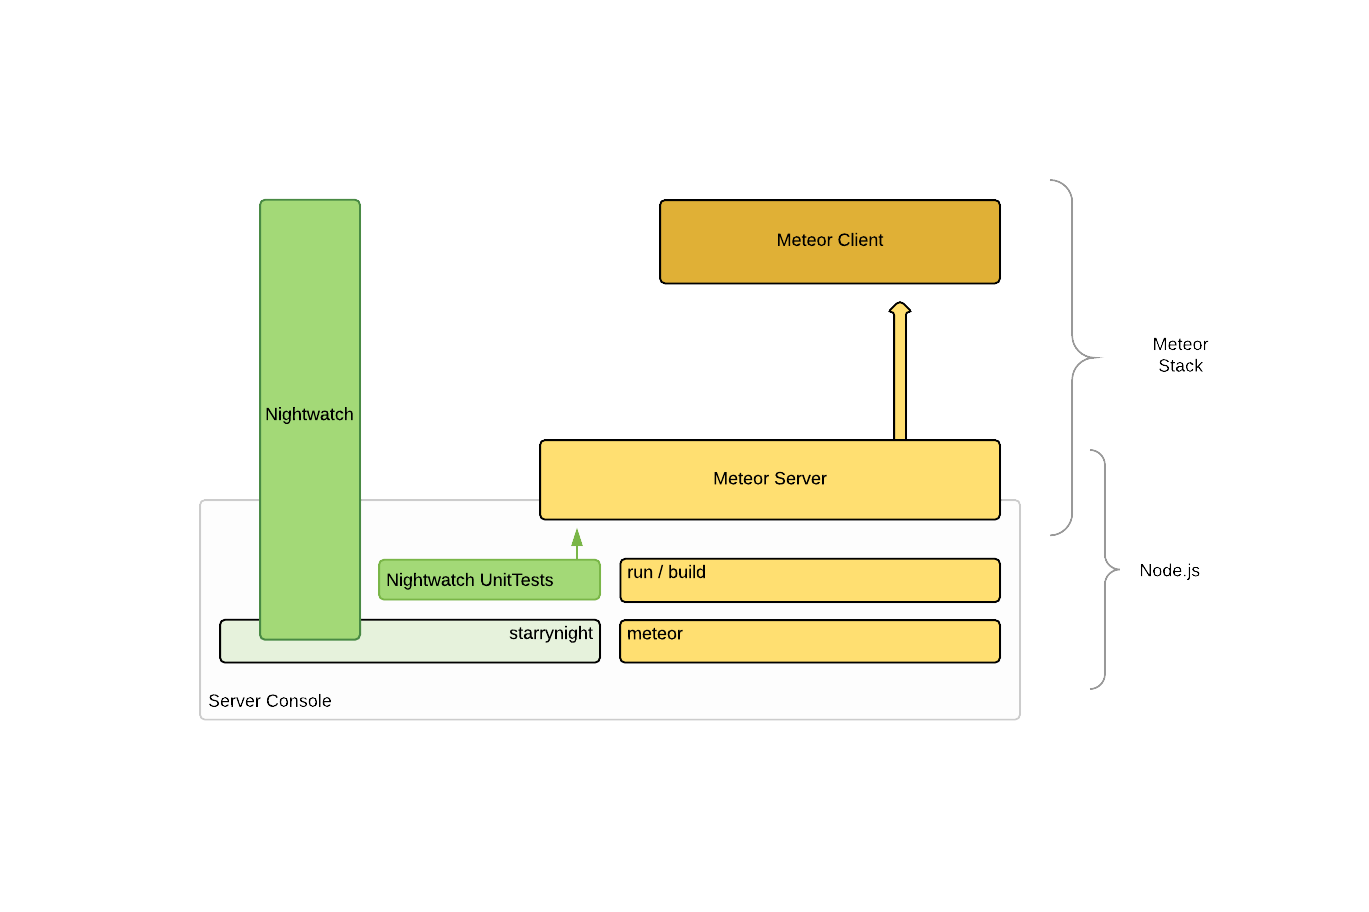 Meteor Client
Meteor
Stack
Nightwatch
Meteor Server
Node.js
Nightwatch UnitTests
run / build
starrynight
meteor
Server Console